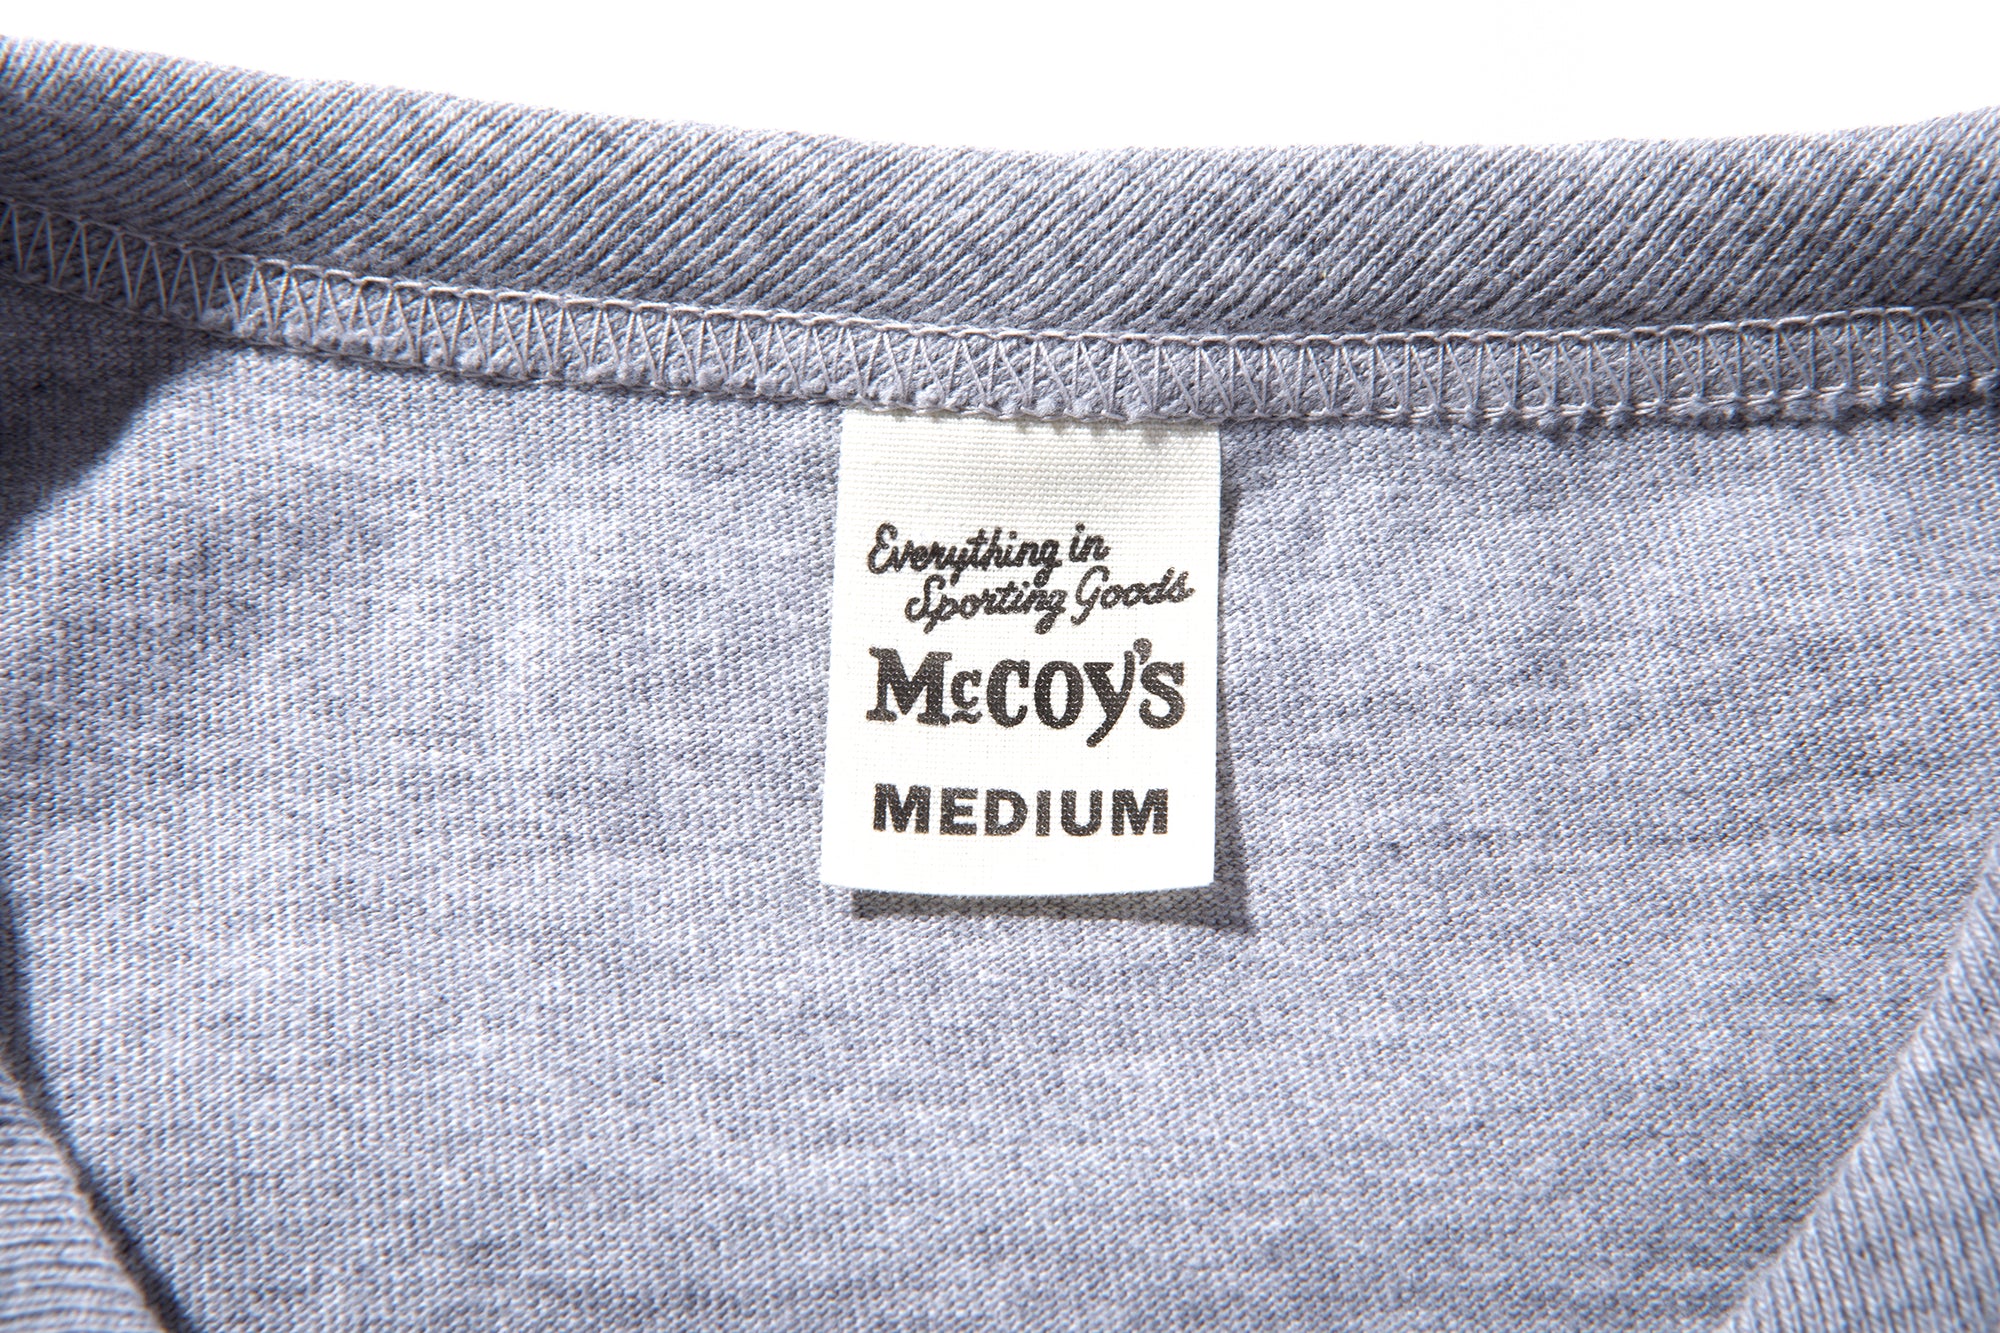 Everything in
Sporting Goods
McCOY'S
MEDIUM